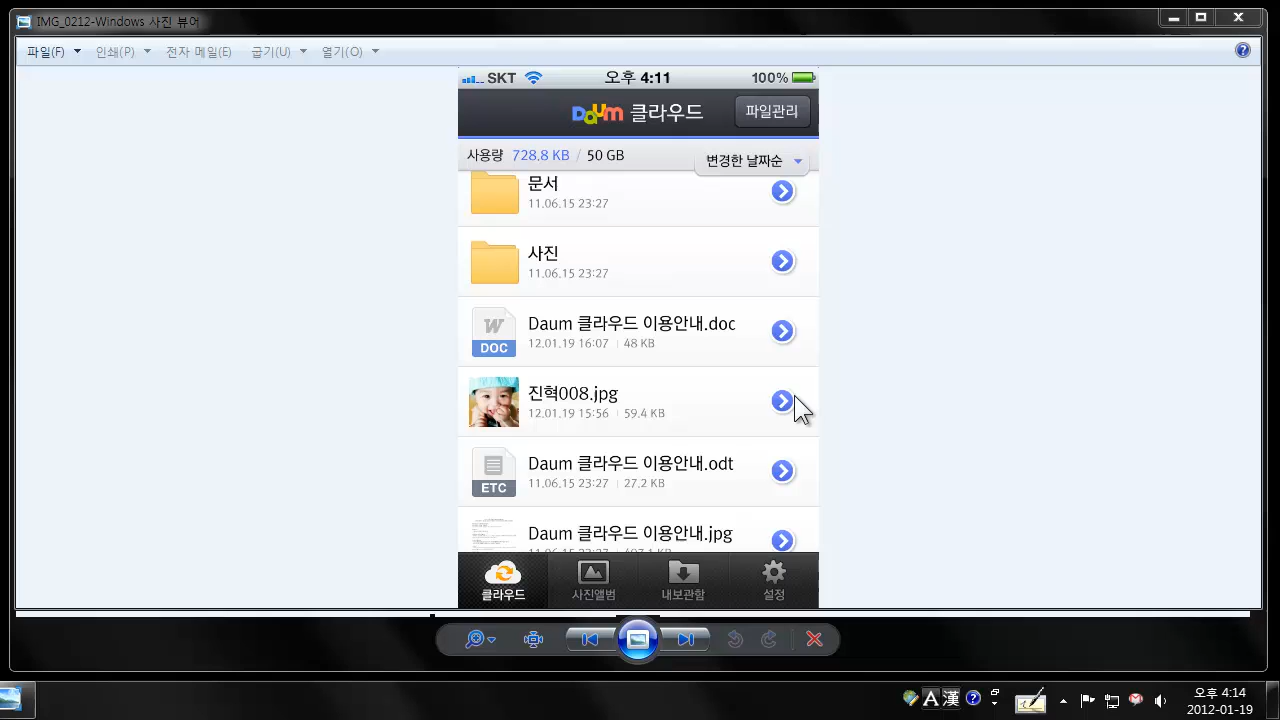 IMG_0212-Windows 사진 뷰어
파일(F) 인쇄(P) 전자 메일(E) 굽기(U) 열기(O)
SKT 오후 4:11 100%
Daum 클라우드 파일관리
사용량 728.8 KB / 50 GB 변경한 날짜순
문서
11.06.15 23:27
사진
11.06.15 23:27
W
DOC
Daum 클라우드 이용안내.doc
12.01.19 16:07 48 KB
진혁008.jpg
12.01.19 15:56 59.4 KB
ETC
Daum 클라우드 이용안내.odt
11.06.15 23:27 27.2 KB
Daum 클라우드 이용안내.jpg
클라우드 사진앨범 내보관함 설정
A 漢
오후 4:14
2012-01-19